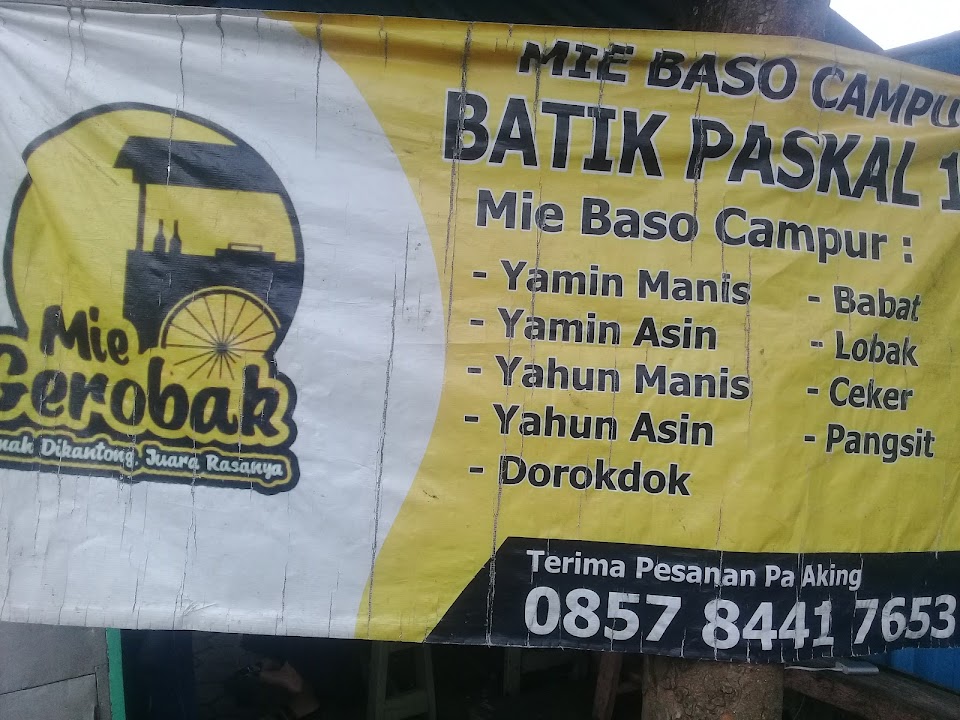 MIE BASO
BATIK PASKAL 1
Mie Baso Campur :
- Yamin Manis
- Yamin Asin
- Yahun Manis
- Yahun Asin
- Dorokdok
- Babat
- Lobak
- Ceker
- Pangsit
Terima Pesanan Pa Aking
0857 8441 7653
Mie
Gerobak
Dikantong, Juara Rasanya